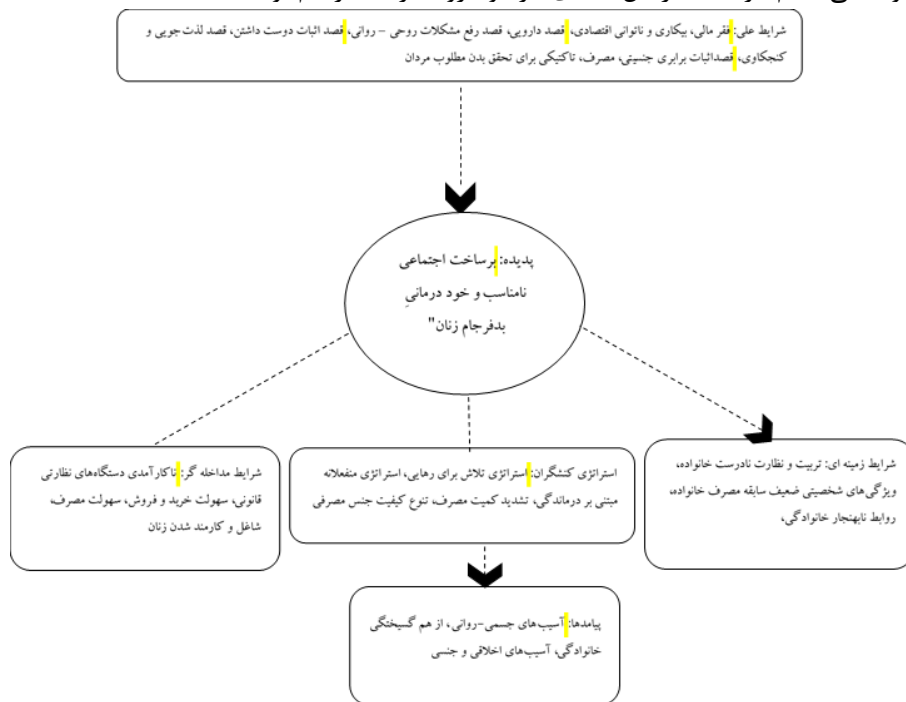 شرایط علی: فقر مالی، بیکاری و ناتوانی اقتصادی، قصد دارویی، قصد رفع مشکلات روحی – روانی، قصد اثبات دوست داشتن، قصد لذت جویی و
کنجکاوی، قصداثبات برابری جنسیتی، مصرف، تاکتیکی برای تحقق بدن مطلوب مردان
پدیده: برساخت اجتماعی
نامناسب و خود درمانیِ
بدفرجام زنان"
شرایط زمینه ای: تربیت و نظارت نادرست خانواده،
ویژگی های شخصیتی ضعیف سابقه مصرف خانواده،
روابط نابهنجار خانوادگی،
استراتژی کنشگران: استراتژی تلاش برای رهایی، استراتژی منفعلانه
مبتنی بر درماندگی، تشدید کمیت مصرف، تنوع کیفیت جنس مصرفی
شرایط مداخله گر: ناکارآمدی دستگاه‌های نظارتی
قانونی، سهولت خرید و فروش، سهولت مصرف،
شاغل و کارمند شدن زنان
پیامدها: آسیب‌های جسمی-روانی، از هم گسیختگی
خانوادگی، آسیب‌های اخلاقی و جنسی